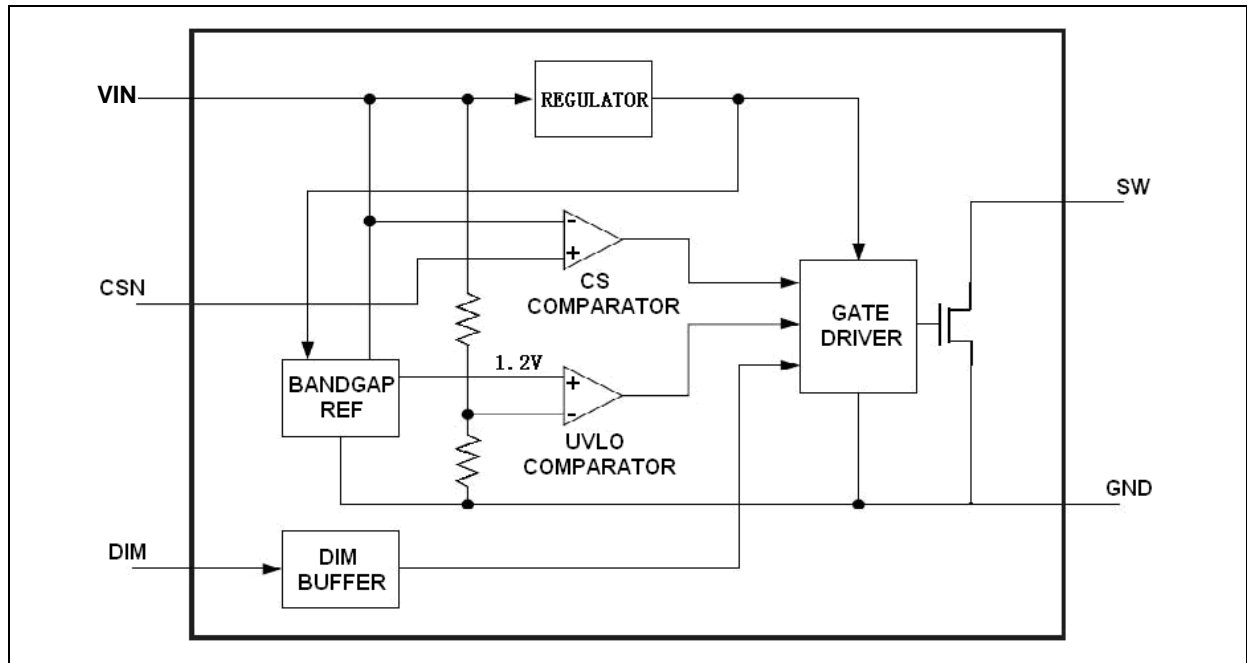 VIN
REGULATOR
SW
-
+
CSN
CS
COMPARATOR
GATE
DRIVER
1.2V
BANDGAP
REF
+
-
UVLO
COMPARATOR
GND
DIM
DIM
BUFFER